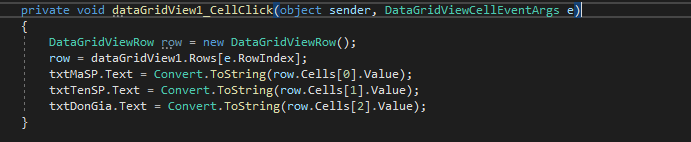 private void dataGridView1_CellClick(object sender, DataGridViewCellEventArgs e)
{
DataGridViewRow row = new DataGridViewRow();
row = dataGridView1.Rows[e.RowIndex];
txtMaSP.Text = Convert.ToString(row.Cells[0].Value);
txtTenSP.Text = Convert.ToString(row.Cells[1].Value);
txtDonGia.Text = Convert.ToString(row.Cells[2].Value);
}